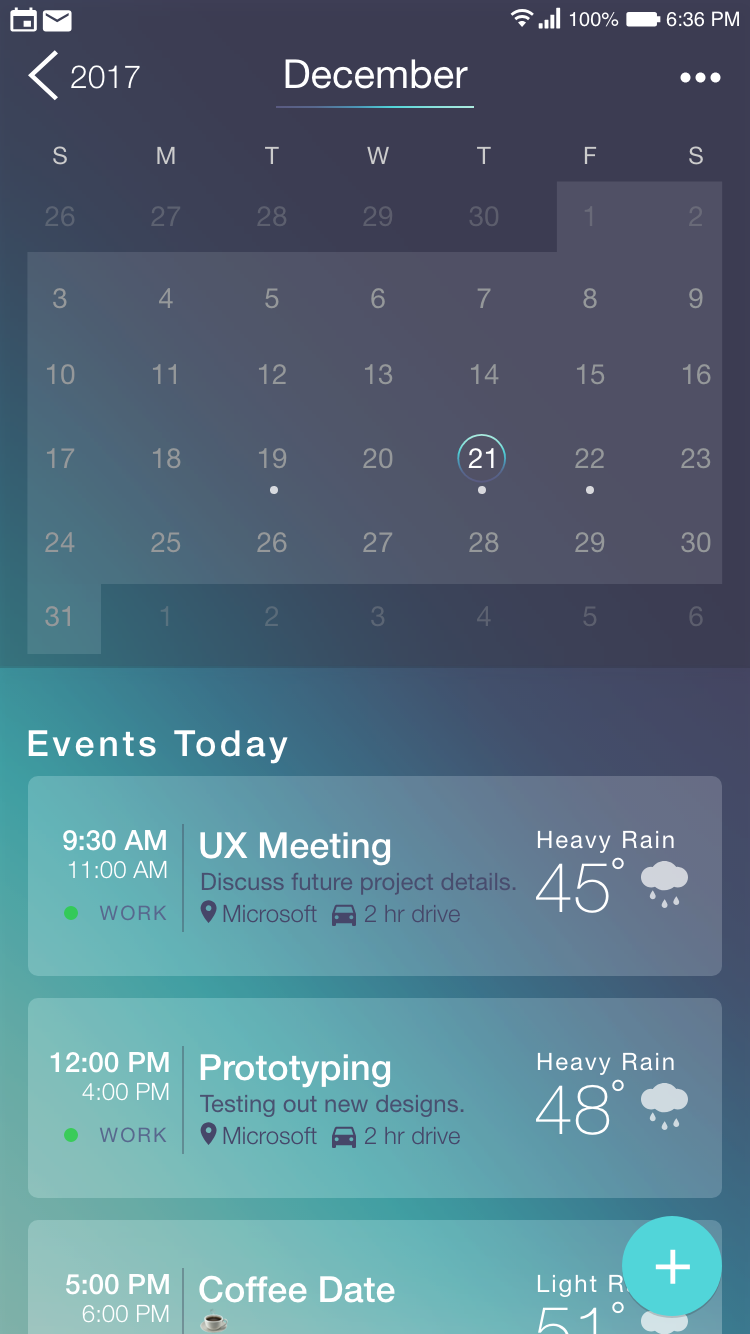 100% 6:36 PM
2017 December
S M T W T F S
26 27 28 29 30 1 2
3 4 5 6 7 8 9
10 11 12 13 14 15 16
17 18 19 20 21 22 23
24 25 26 27 28 29 30
31 1 2 3 4 5 6
Events Today
9:30 AM
11:00 AM
WORK
UX Meeting
Discuss future project details.
Microsoft 2 hr drive
Heavy Rain
45°
12:00 PM
4:00 PM
WORK
Prototyping
Testing out new designs.
Microsoft 2 hr drive
Heavy Rain
48°
5:00 PM
6:00 PM
Coffee Date
Light
51°
+